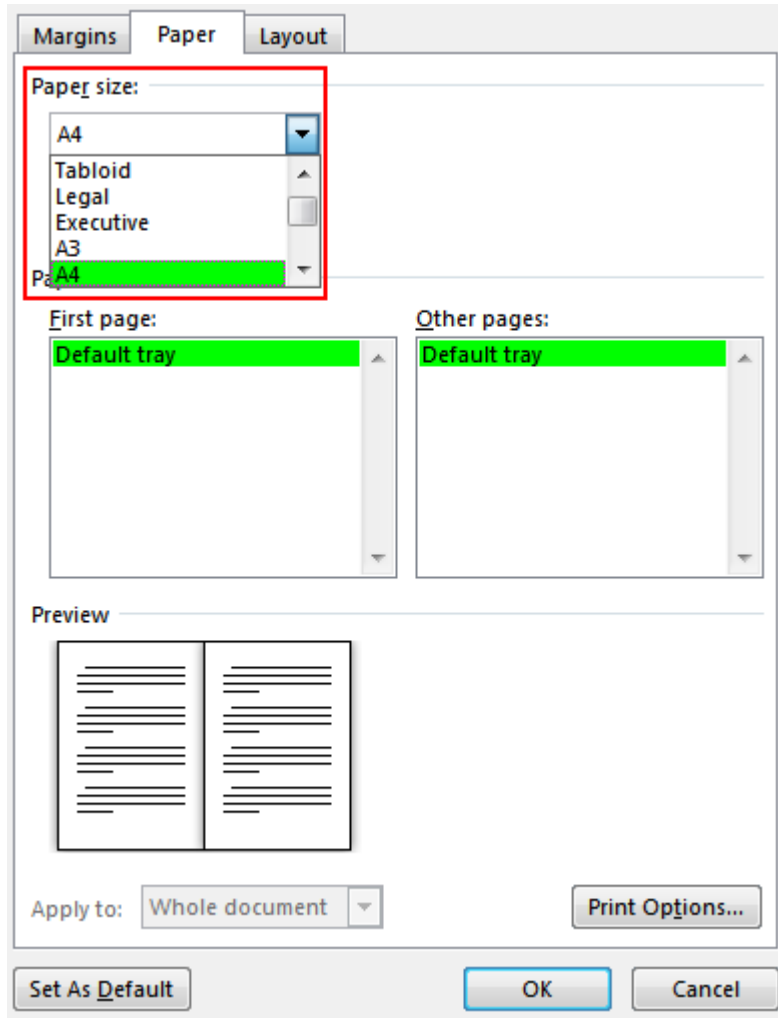 Margins Paper Layout
Paper size:
A4
Tabloid
Legal
Executive
A3
A4
First page: Other pages:
Default tray Default tray
Preview
Apply to: Whole document Print Options...
Set As Default OK Cancel